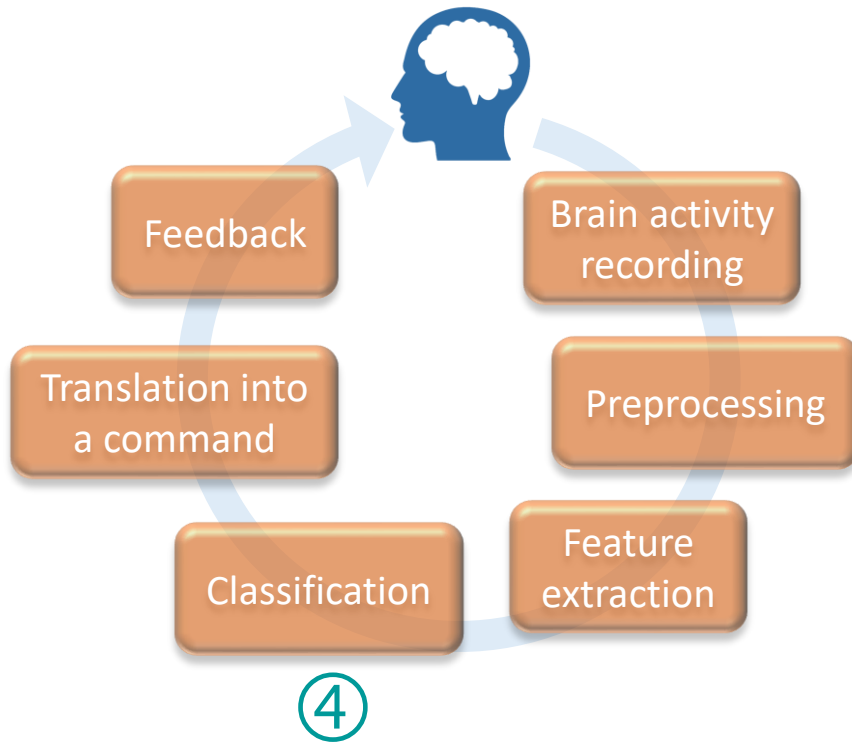 Brain activity
recording
Preprocessing
Feature
extraction
Classification
④
Translation into
a command
Feedback